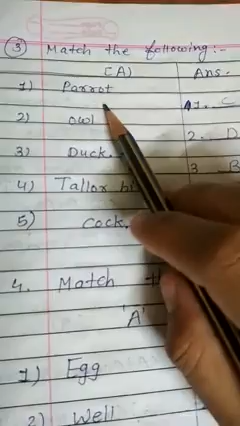 ③ Match the following:-
(A) Ans.
1) Parrot 1. C
2) owl 2. D
3) Duck. 3. B
4) Tailor
5) Cock.
4. Match
'A'
1) Egg
2) Well